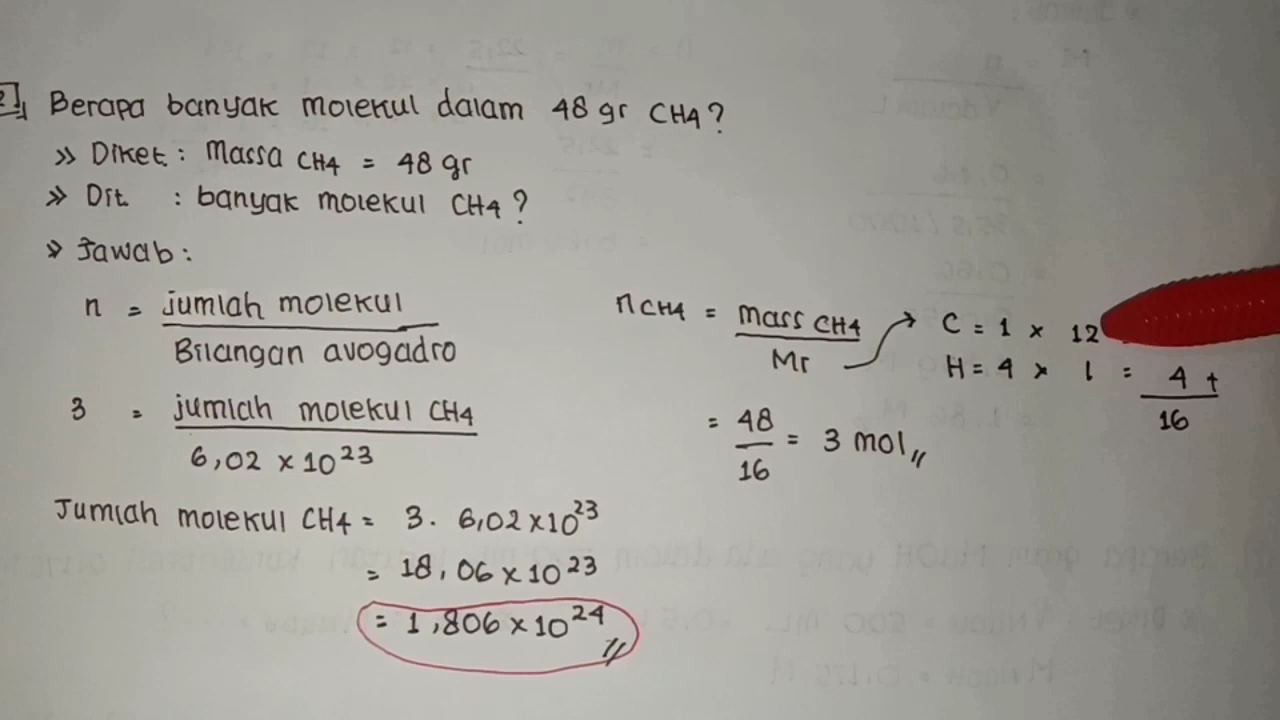 2] Berapa banyak molekul dalam 48 gr CH4?
>> Diket : Massa CH4 = 48 gr
>> Dit : banyak molekul CH4?
>> Jawab :
n = jumlah molekul
Bilangan avogadro
3 = jumlah molekul CH4
6,02 x 10^23
Jumlah molekul CH4 = 3. 6,02 x 10^23
= 18,06 x 10^23
= 1,806 x 10^24 //
n CH4 = mass CH4
Mr
→ C = 1 x 12
H = 4 x 1 = 4 +
16
= 48
16
= 3 mol //